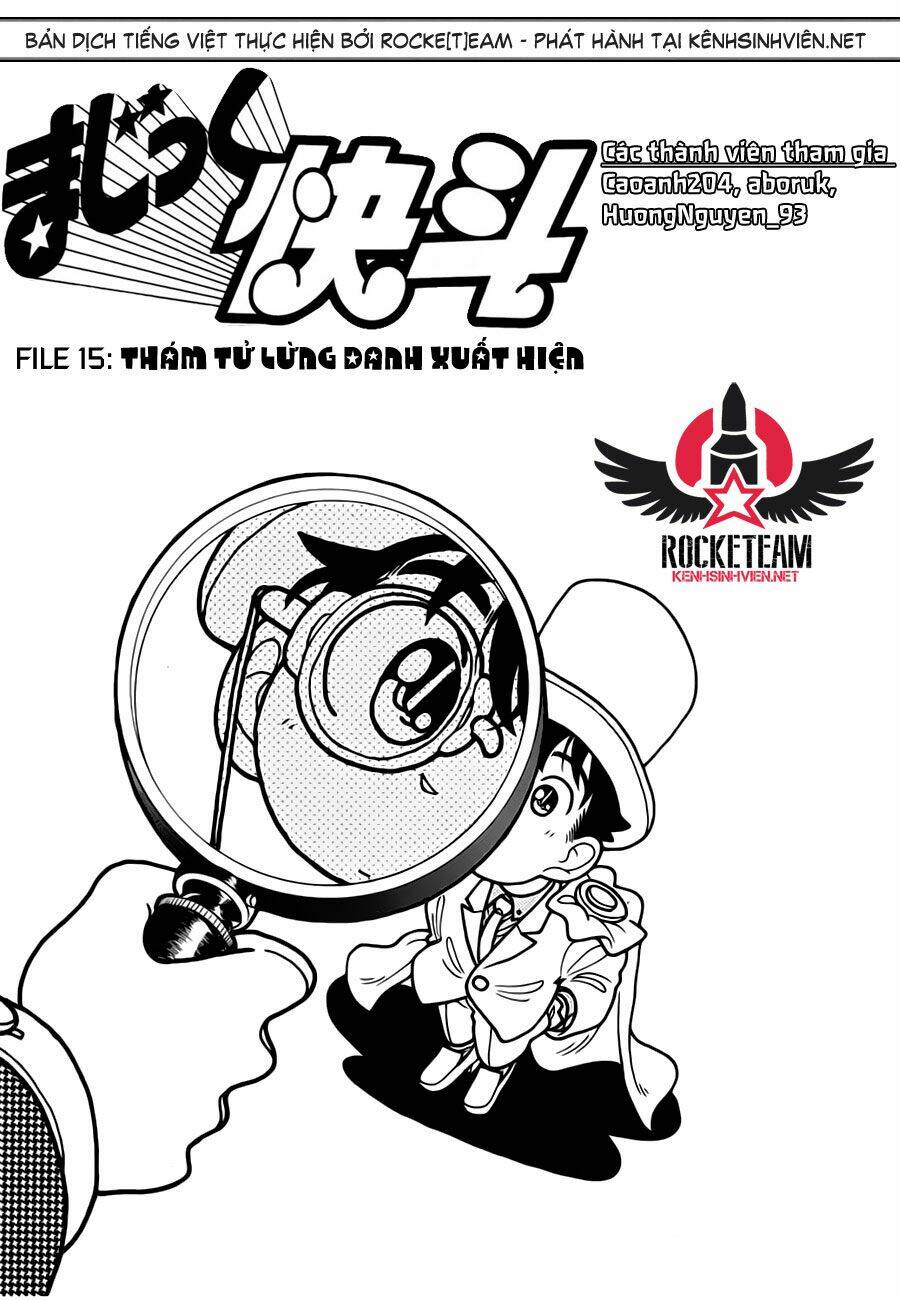 BẢN DỊCH TIẾNG VIỆT THỰC HIỆN BỞI ROCKE[T]EAM - PHÁT HÀNH TẠI KÊNHSINHVIÊN.NET
まじっく
快斗
Các thành viên tham gia
Caoanh204, aboruk,
HuongNguyen_93
FILE 15: THÁM TỬ LỪNG DANH XUẤT HIỆN
ROCKETEAM
KENHSINHVIEN.NET